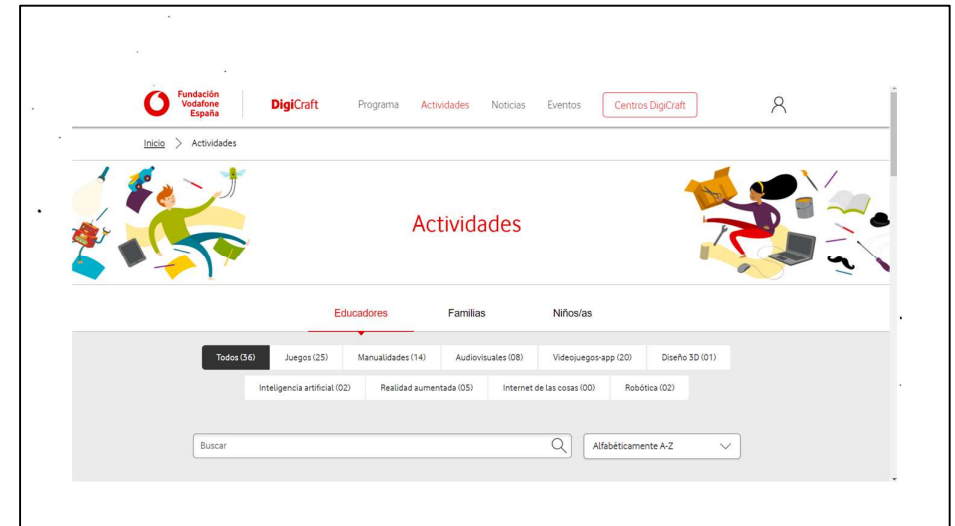 Fundación
Vodafone
España
DigiCraft
Programa
Actividades
Noticias
Eventos
Centros DigiCraft
Inicio > Actividades
Actividades
Educadores
Familias
Niños/as
Todos (36)
Juegos (25)
Manualidades (14)
Audiovisuales (08)
Videojuegos-app (20)
Diseño 3D (01)
Inteligencia artificial (02)
Realidad aumentada (05)
Internet de las cosas (00)
Robótica (02)
Buscar
Alfabéticamente A-Z